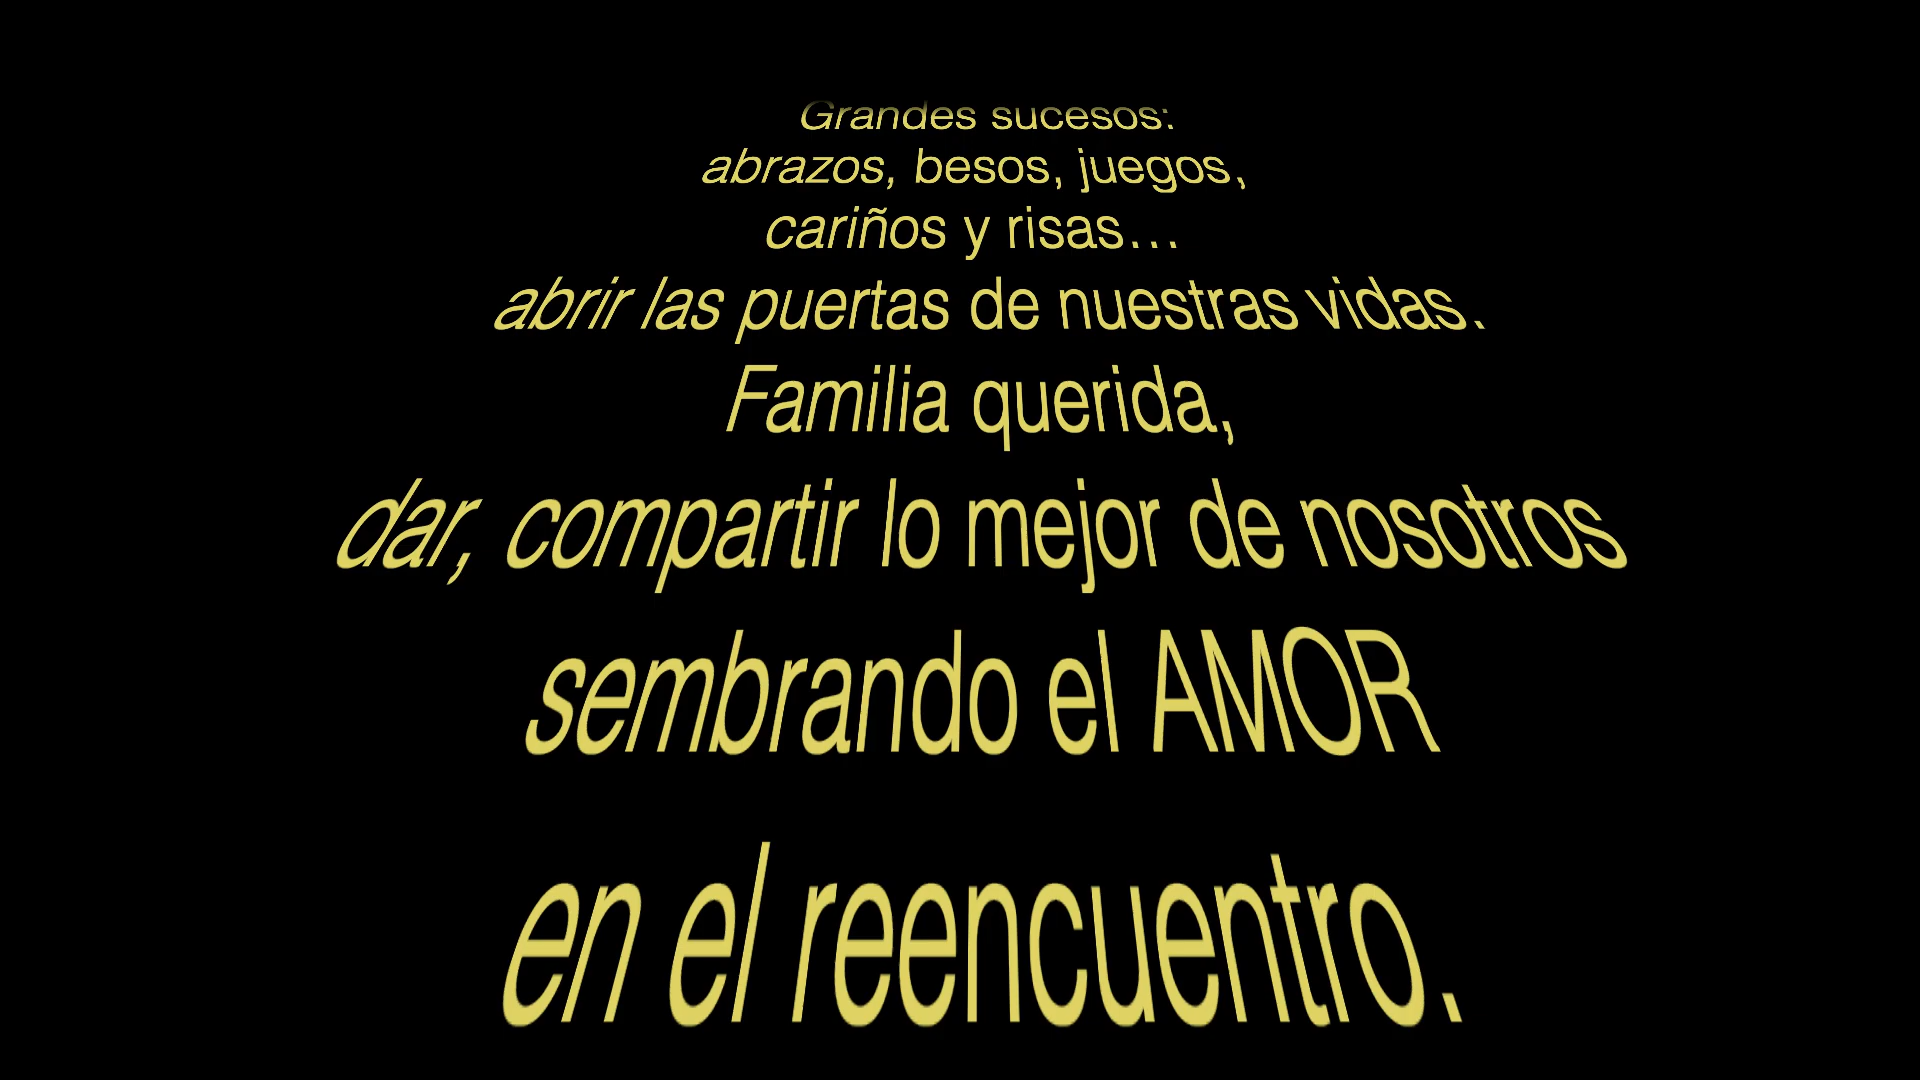 Grandes sucesos:
abrazos, besos, juegos,
cariños y risas...
abrir las puertas de nuestras vidas.
Familia querida,
dar, compartir lo mejor de nosotros
sembrando el AMOR
en el reencuentro.